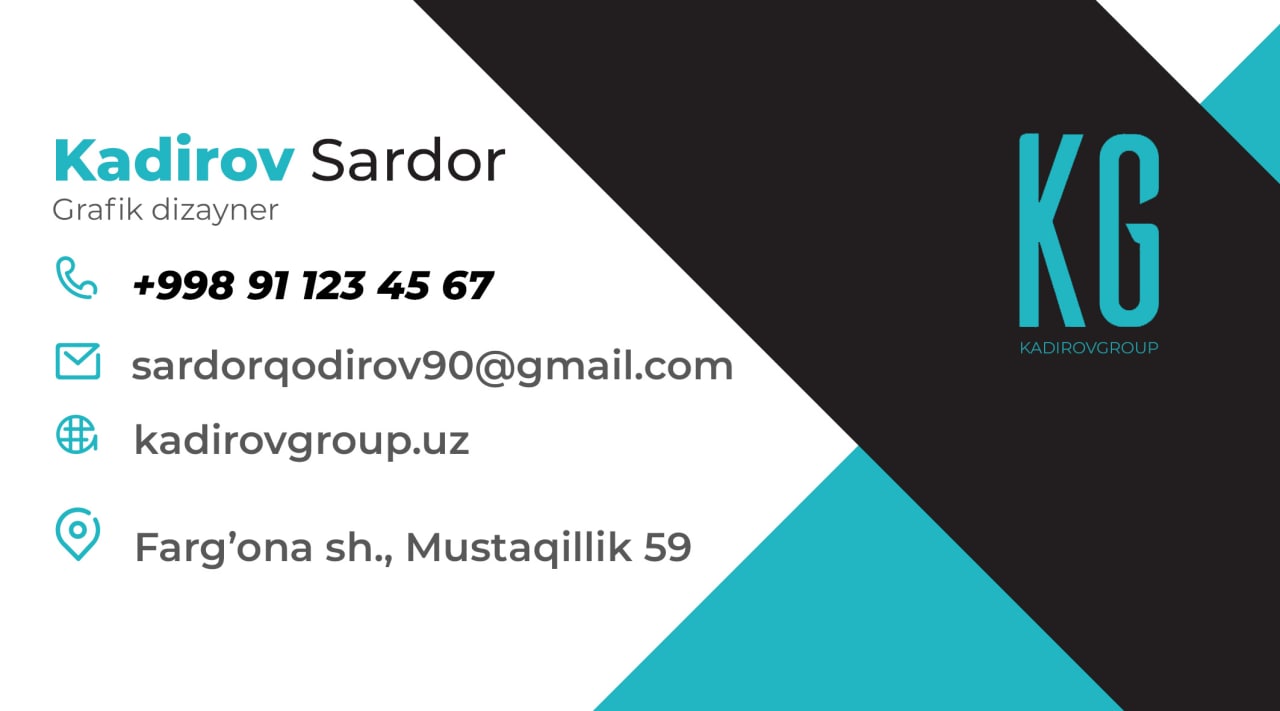 Kadirov Sardor
Grafik dizayner
+998 91 123 45 67
sardorqodirov90@gmail.com
kadirovgroup.uz
Farg’ona sh., Mustaqillik 59
KG
KADIROVGROUP